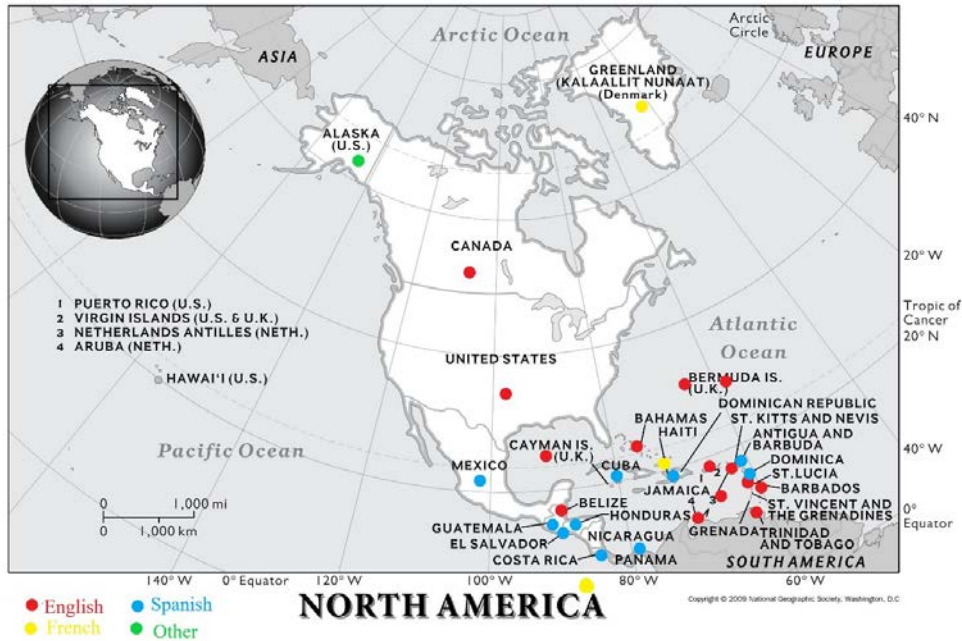 Arctic Ocean
Arctic
Circle
ASIA
EUROPE
GREENLAND
(KALAALLIT NUNAAT)
(Denmark)
40° N
ALASKA
(U.S.)
CANADA
20° W
1 PUERTO RICO (U.S.)
2 VIRGIN ISLANDS (U.S. & U.K.)
3 NETHERLANDS ANTILLES (NETH.)
4 ARUBA (NETH.)
Tropic of
Cancer
20° N
Atlantic
Ocean
UNITED STATES
HAWAI'I (U.S.)
BERMUDA IS.
(U.K.)
DOMINICAN REPUBLIC
BAHAMAS
ST. KITTS AND NEVIS
HAITI
ANTIGUA AND
BARBUDA
Pacific Ocean
CAYMAN IS.
(U.K.)
40° W
MEXICO
CUBA
DOMINICA
ST.LUCIA
1
2
JAMAICA
3
BARBADOS
4
0 1,000 mi
0 1,000 km
BELIZE
ST. VINCENT AND
THE GRENADINES
HONDURAS
0°
Equator
GUATEMALA
NICARAGUA
GRENADA
TRINIDAD
AND TOBAGO
EL SALVADOR
COSTA RICA
PANAMA
SOUTH AMERICA
140° W 0° Equator 120° W 100° W 80° W 60° W
NORTH AMERICA
Copyright © 2009 National Geographic Society, Washington, D.C
English Spanish
French Other